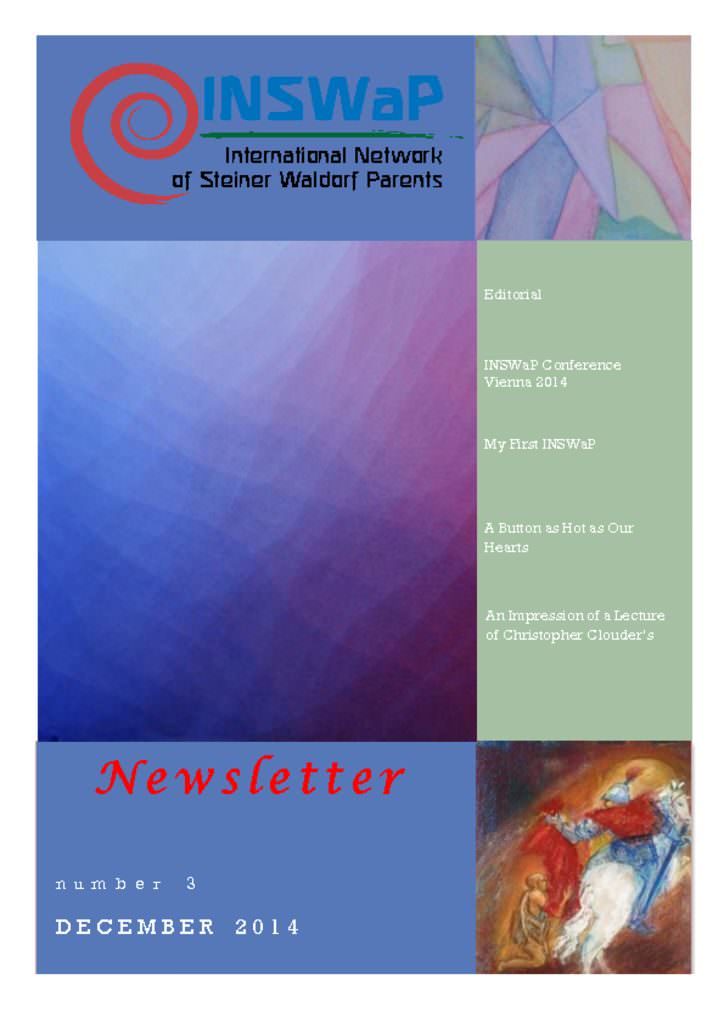 INSWaP
International Network
of Steiner Waldorf Parents
Editorial
INSWaP Conference
Vienna 2014
My First INSWaP
A Button as Hot as Our
Hearts
An Impression of a Lecture
of Christopher Clouder's
Newsletter
number 3
DECEMBER 2014